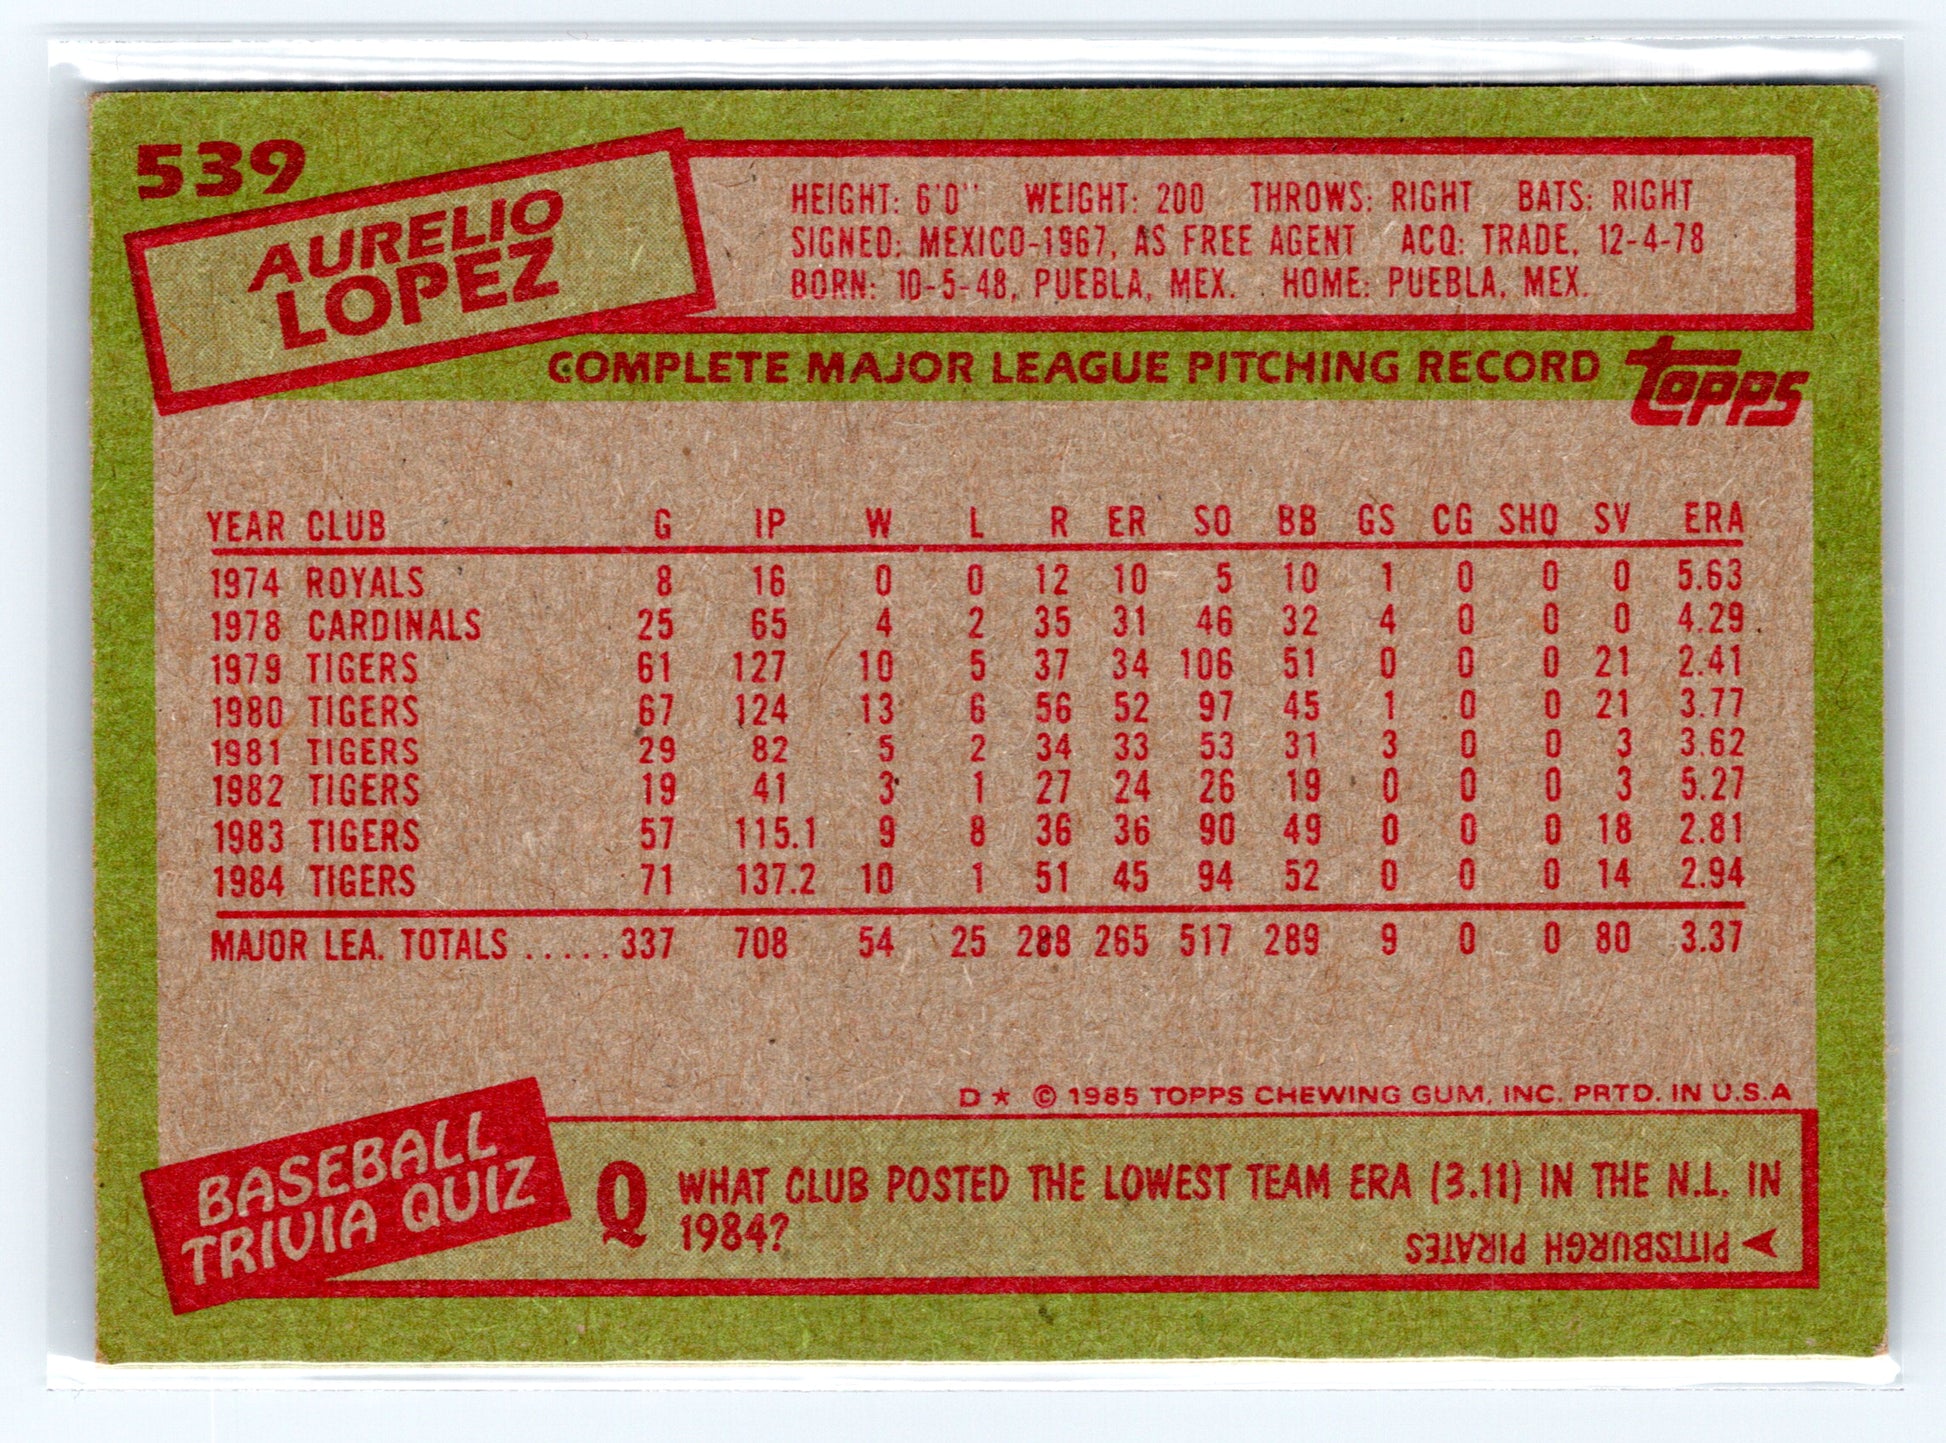 539
AURELIO
LOPEZ
HEIGHT: 6'0" WEIGHT: 200 THROWS: RIGHT BATS: RIGHT
SIGNED: MEXICO-1967, AS FREE AGENT ACQ: TRADE, 12-4-78
BORN: 10-5-48, PUEBLA, MEX. HOME: PUEBLA, MEX.
COMPLETE MAJOR LEAGUE PITCHING RECORD
topps
YEAR CLUB G IP W L R ER SO BB GS CG SHO SV ERA
1974 ROYALS 8 16 0 0 12 10 5 10 1 0 0 0 5.63
1978 CARDINALS 25 65 4 2 35 31 46 32 4 0 0 0 4.29
1979 TIGERS 61 127 10 5 37 34 106 51 0 0 0 21 2.41
1980 TIGERS 67 124 13 6 56 52 97 45 1 0 0 21 3.77
1981 TIGERS 29 82 5 2 34 33 53 31 3 0 0 3 3.62
1982 TIGERS 19 41 3 1 27 24 26 19 0 0 0 3 5.27
1983 TIGERS 57 115.1 9 8 36 36 90 49 0 0 0 18 2.81
1984 TIGERS 71 137.2 10 1 51 45 94 52 0 0 0 14 2.94
MAJOR LEA. TOTALS ..... 337 708 54 25 288 265 517 289 9 0 0 80 3.37
D★ © 1985 TOPPS CHEWING GUM, INC. PRTD. IN U.S.A
BASEBALL
TRIVIA QUIZ
Q WHAT CLUB POSTED THE LOWEST TEAM ERA (3.11) IN THE N.L. IN
1984?
PITTSBURGH PIRATES